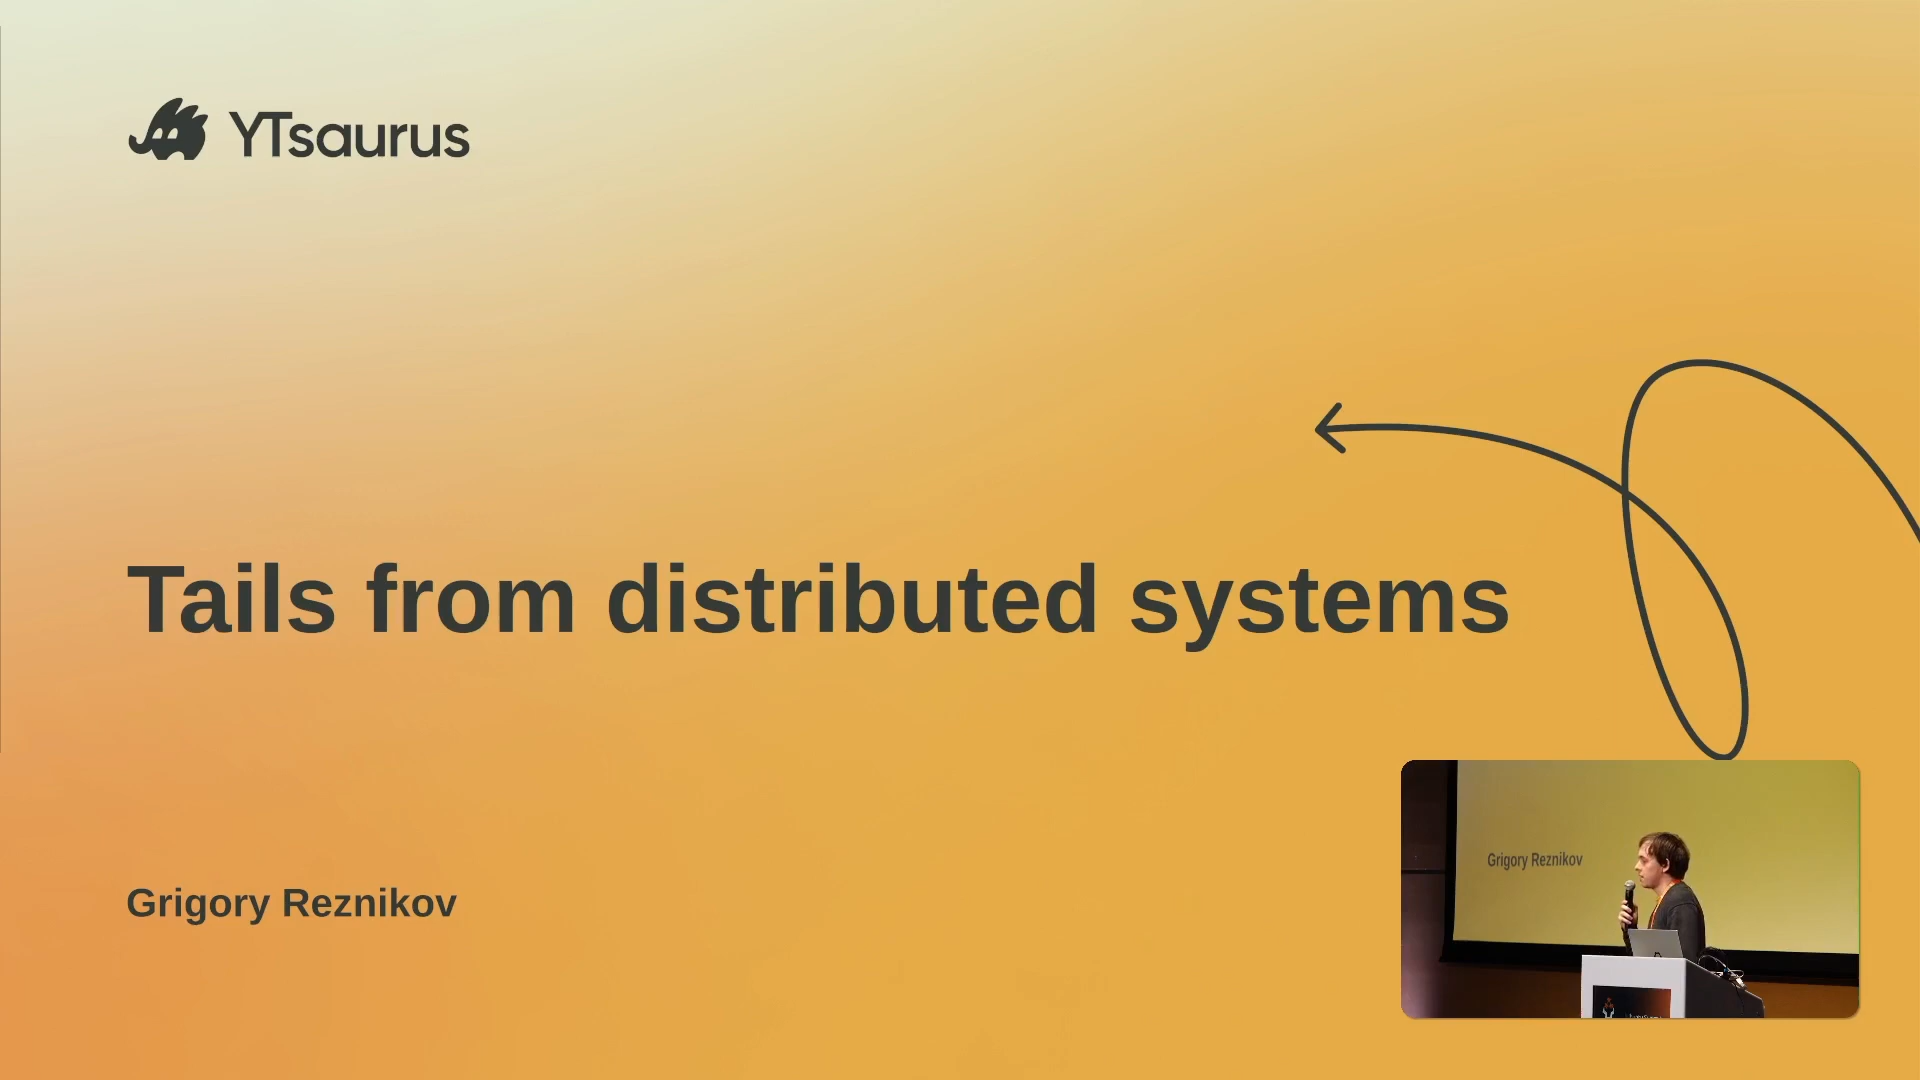 YTsaurus
Tails from distributed systems
Grigory Reznikov
Grigory Reznikov